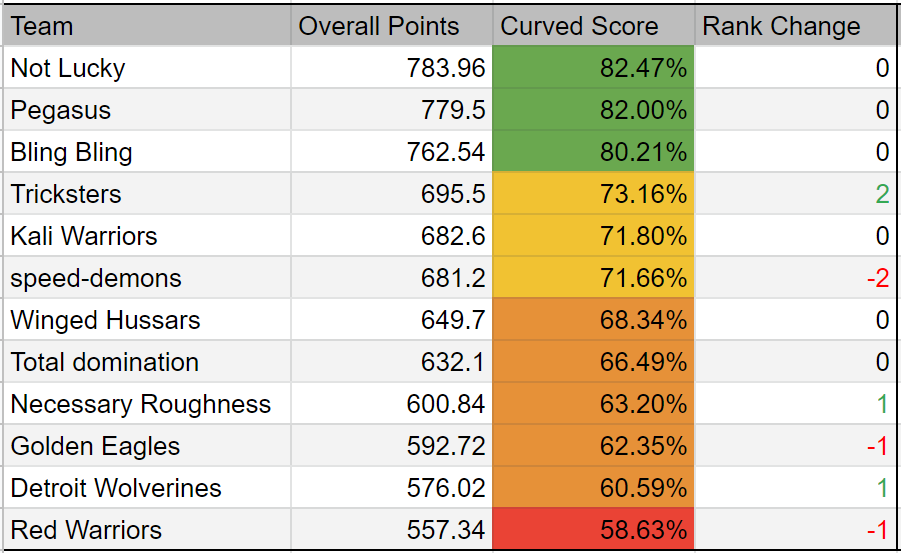 Team Overall Points Curved Score Rank Change
Not Lucky 783.96 82.47% 0
Pegasus 779.5 82.00% 0
Bling Bling 762.54 80.21% 0
Tricksters 695.5 73.16% 2
Kali Warriors 682.6 71.80% 0
speed-demons 681.2 71.66% -2
Winged Hussars 649.7 68.34% 0
Total domination 632.1 66.49% 0
Necessary Roughness 600.84 63.20% 1
Golden Eagles 592.72 62.35% -1
Detroit Wolverines 576.02 60.59% 1
Red Warriors 557.34 58.63% -1